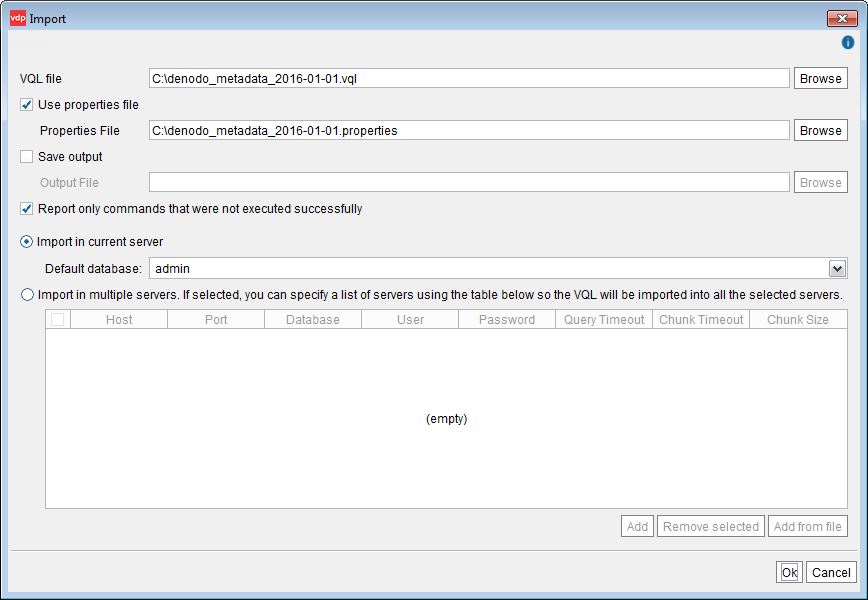 vdp Import
i
VQL file C:\denodo_metadata_2016-01-01.vql Browse
Use properties file
Properties File C:\denodo_metadata_2016-01-01.properties Browse
Save output
Output File Browse
Report only commands that were not executed successfully
Import in current server
Default database: admin
Import in multiple servers. If selected, you can specify a list of servers using the table below so the VQL will be imported into all the selected servers.
Host Port Database User Password Query Timeout Chunk Timeout Chunk Size
(empty)
Add Remove selected Add from file
Ok Cancel